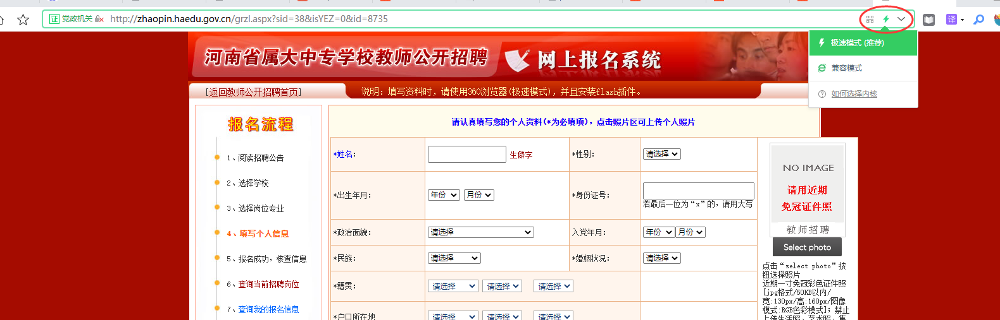 证 党政机关 http://zhaopin.haedu.gov.cn/grzl.aspx?sid=38&isYEZ=0&id=8735
译
极速模式 (推荐)
兼容模式
如何选择内核
河南省属大中专学校教师公开招聘 网上报名系统
[返回教师公开招聘首页]
说明：填写资料时，请使用360浏览器(极速模式)，并且安装flash插件。
报名流程
1、阅读招聘公告
2、选择学校
3、选择岗位专业
4、填写个人信息
5、报名成功，核查信息
6、查询当前招聘岗位
7、查询我的报名信息
请认真填写您的个人资料(*为必填项)，点击照片区可上传个人照片
*姓名： 生僻字 *性别： 请选择
*出生年月： 年份 月份 *身份证号：
若最后一位为“x”的，请用大写
*政治面貌： 请选择 入党年月： 年份 月份
*民族： 请选择 *婚姻状况： 请选择
*籍贯： 请选择 请选择 请选择
*户口所在地 请选择 请选择 请选择
NO IMAGE
请用近期
免冠证件照
教师招聘
Select photo
点击“select photo”按
钮选择照片
近期一寸免冠彩色证件照
[jpg格式/50KB以内/
宽:130px/高:160px/图像
模式:RGB色彩模式]；禁止
上传生活照、艺术照、集